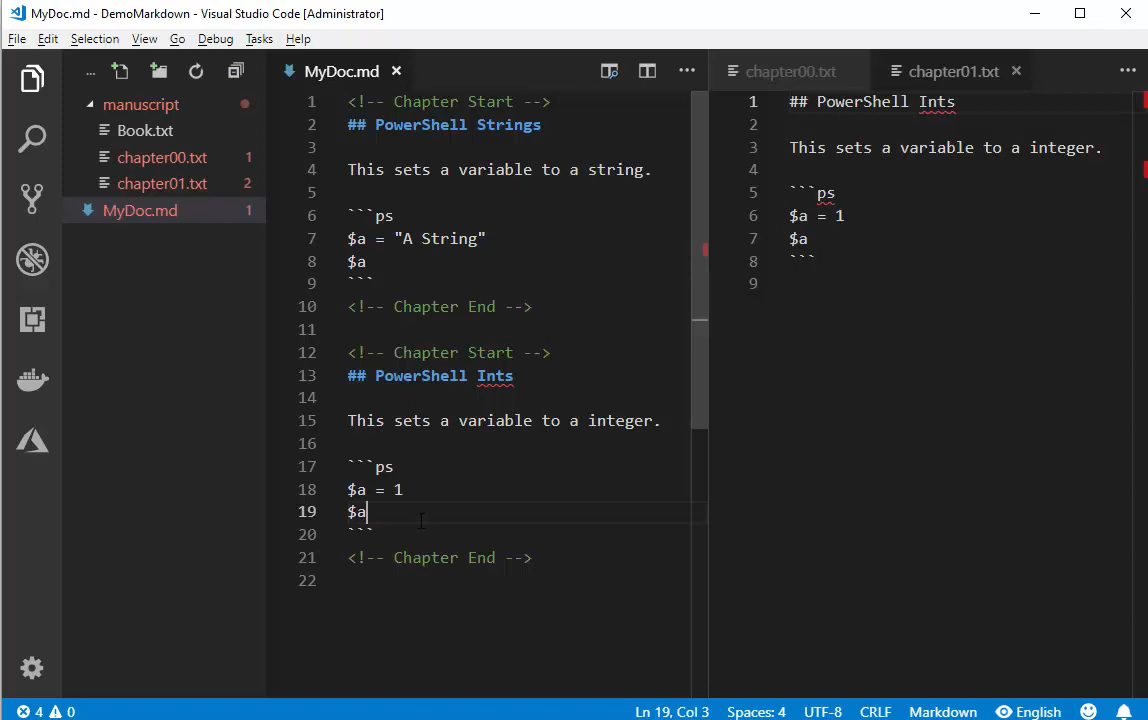 MyDoc.md - DemoMarkdown - Visual Studio Code [Administrator]
File Edit Selection View Go Debug Tasks Help
...
manuscript
Book.txt
chapter00.txt 1
chapter01.txt 2
MyDoc.md 1
MyDoc.md
1 <!-- Chapter Start -->
2 ## PowerShell Strings
3
4 This sets a variable to a string.
5
6 ```ps
7 $a = "A String"
8 $a
9 ```
10 <!-- Chapter End -->
11
12 <!-- Chapter Start -->
13 ## PowerShell Ints
14
15 This sets a variable to a integer.
16
17 ```ps
18 $a = 1
19 $a
20 ```
21 <!-- Chapter End -->
22
chapter00.txt chapter01.txt
1 ## PowerShell Ints
2
3 This sets a variable to a integer.
4
5 ```ps
6 $a = 1
7 $a
8 ```
9
4 0 Ln 19, Col 3 Spaces: 4 UTF-8 CRLF Markdown English